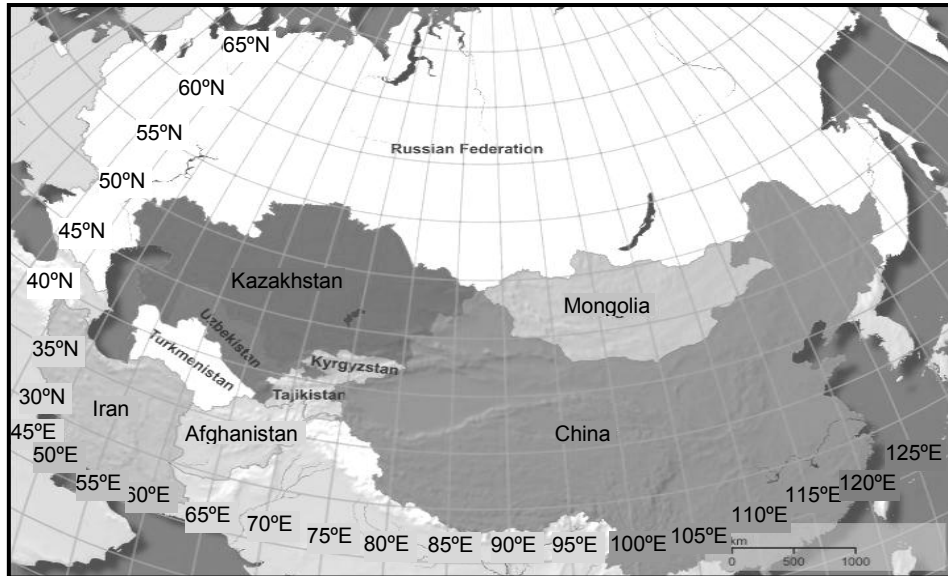 65ºN
60ºN
55ºN
Russian Federation
50ºN
45ºN
40ºN
Kazakhstan
Mongolia
Uzbekistan
Turkmenistan
35ºN
Kyrgyzstan
Tajikistan
30ºN
Iran
Afghanistan
China
45ºE
50ºE
55ºE
60ºE
65ºE
70ºE
75ºE
80ºE
85ºE
90ºE
95ºE
100ºE
105ºE
110ºE
115ºE
120ºE
125ºE
km
0 500 1000